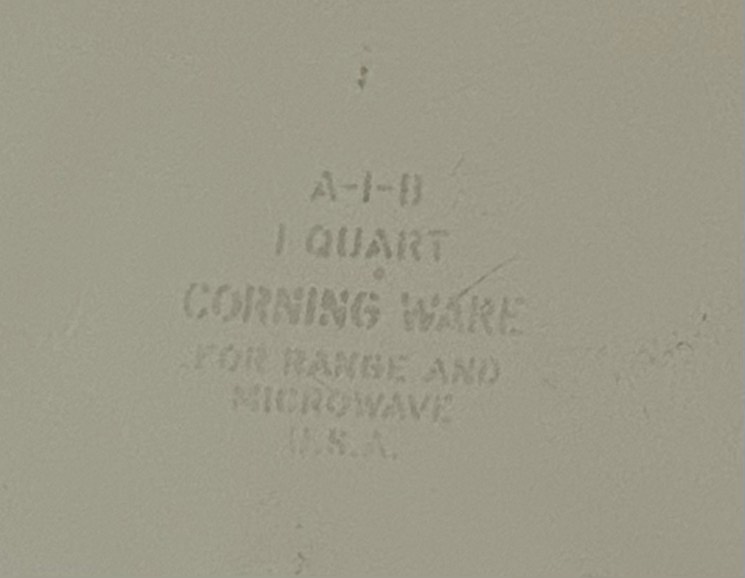 A-1-B
1 QUART
CORNING WARE
FOR RANGE AND
MICROWAVE
U.S.A.